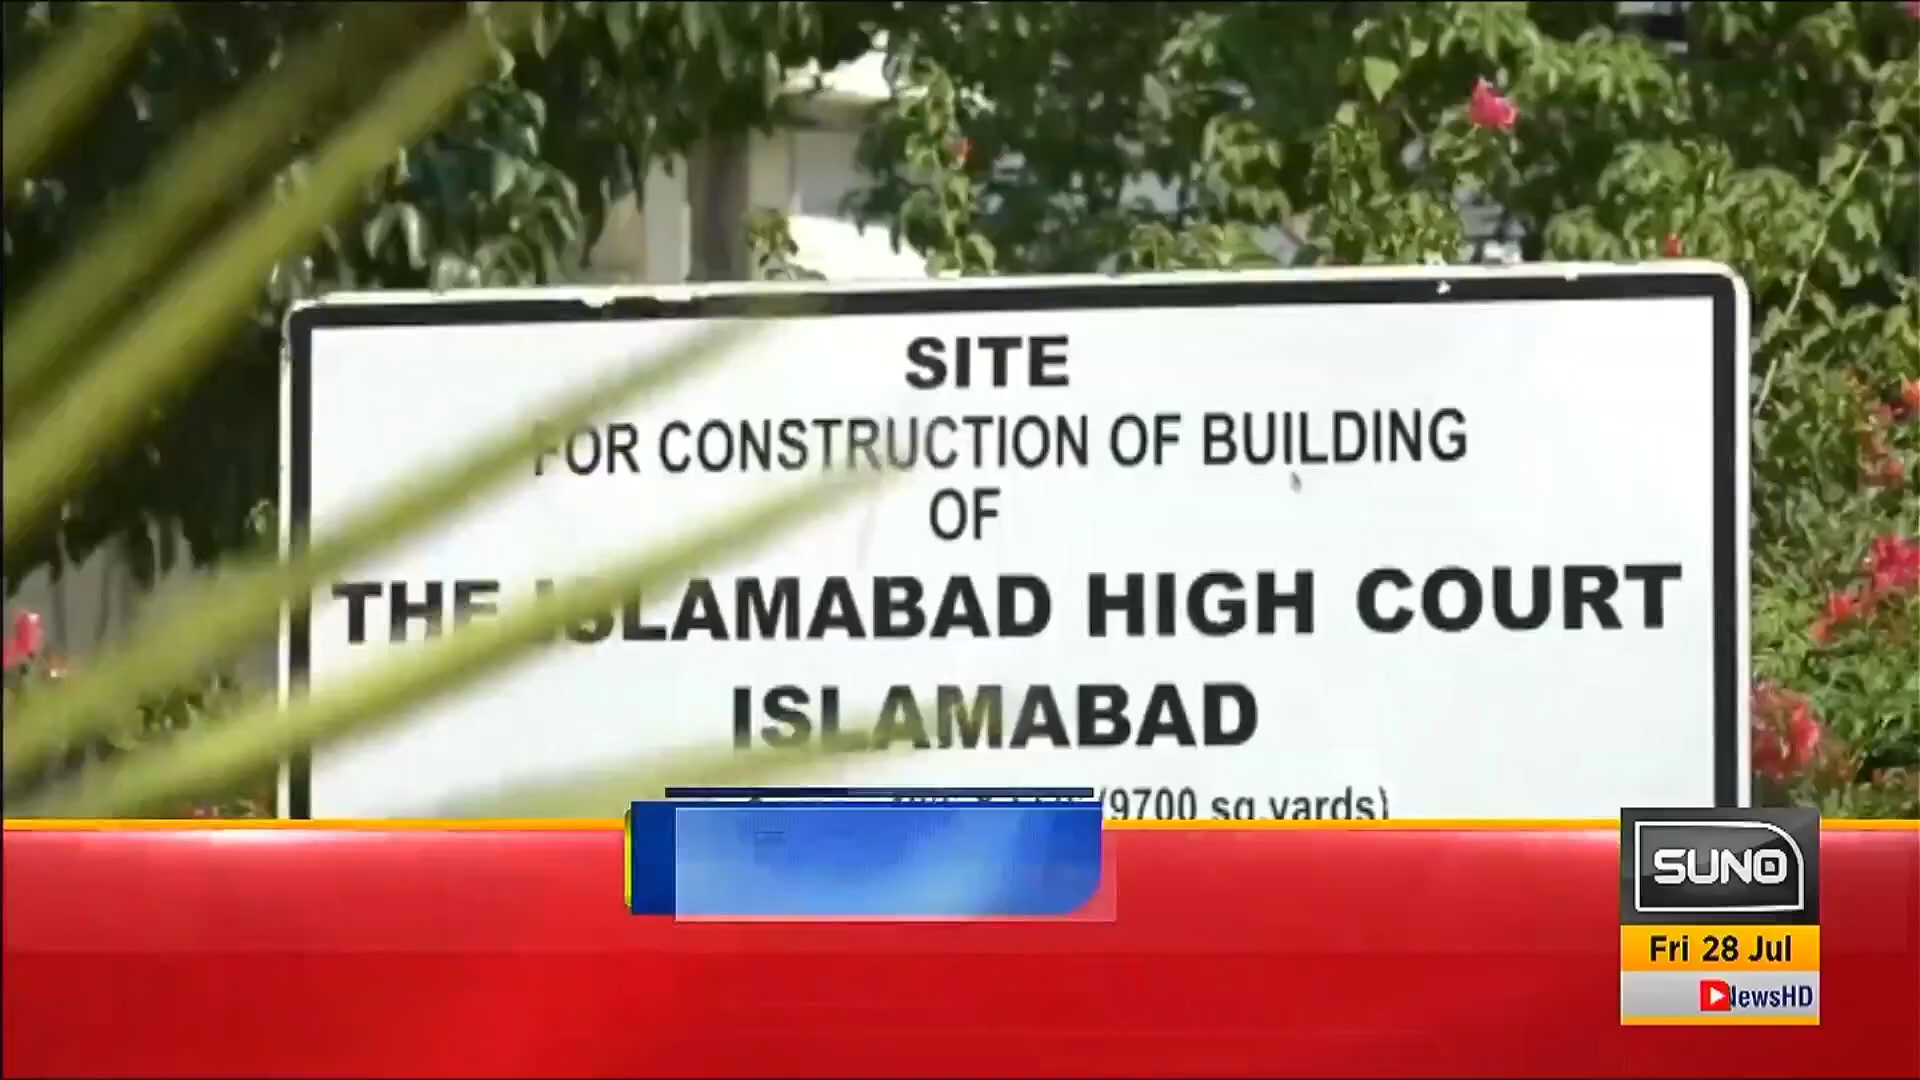 SITE
FOR CONSTRUCTION OF BUILDING
OF
THE ISLAMABAD HIGH COURT
ISLAMABAD
(9700 sq.yards)
SUNO
Fri 28 Jul
NewsHD